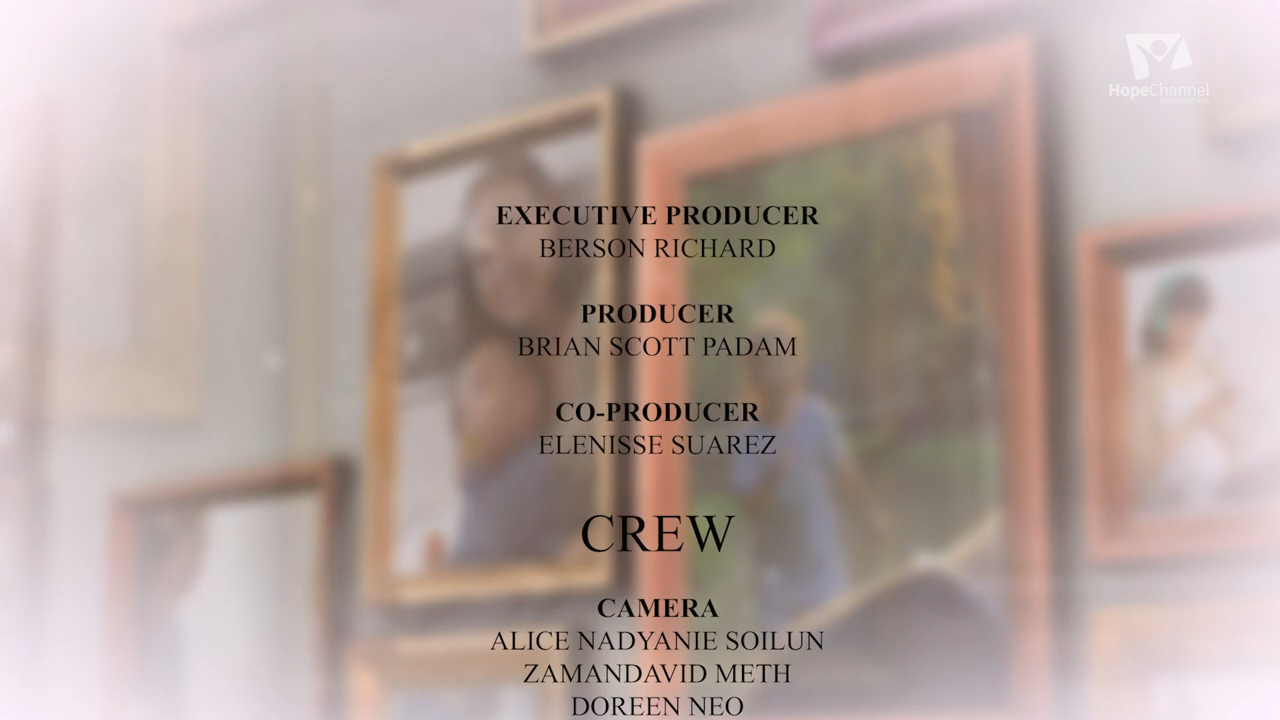 HopeChannel
EXECUTIVE PRODUCER
BERSON RICHARD
PRODUCER
BRIAN SCOTT PADAM
CO-PRODUCER
ELENISSE SUAREZ
CREW
CAMERA
ALICE NADYANIE SOILUN
ZAMANDAVID METH
DOREEN NEO